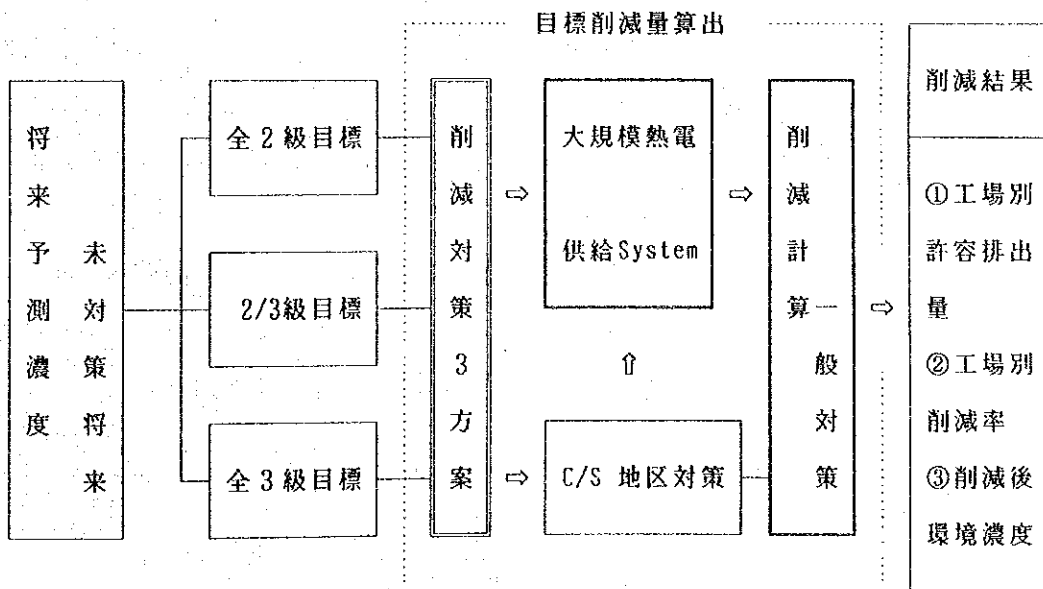 目標削減量算出
将来予測濃度
未対策将来
全2級目標
2/3級目標
全3級目標
削減対策3方案
大規模熱電
供給System
C/S 地区対策
削減計算
一般対策
削減結果
①工場別
許容排出
量
②工場別
削減率
③削減後
環境濃度
⇨
⇨
⇨
⇧
⇨